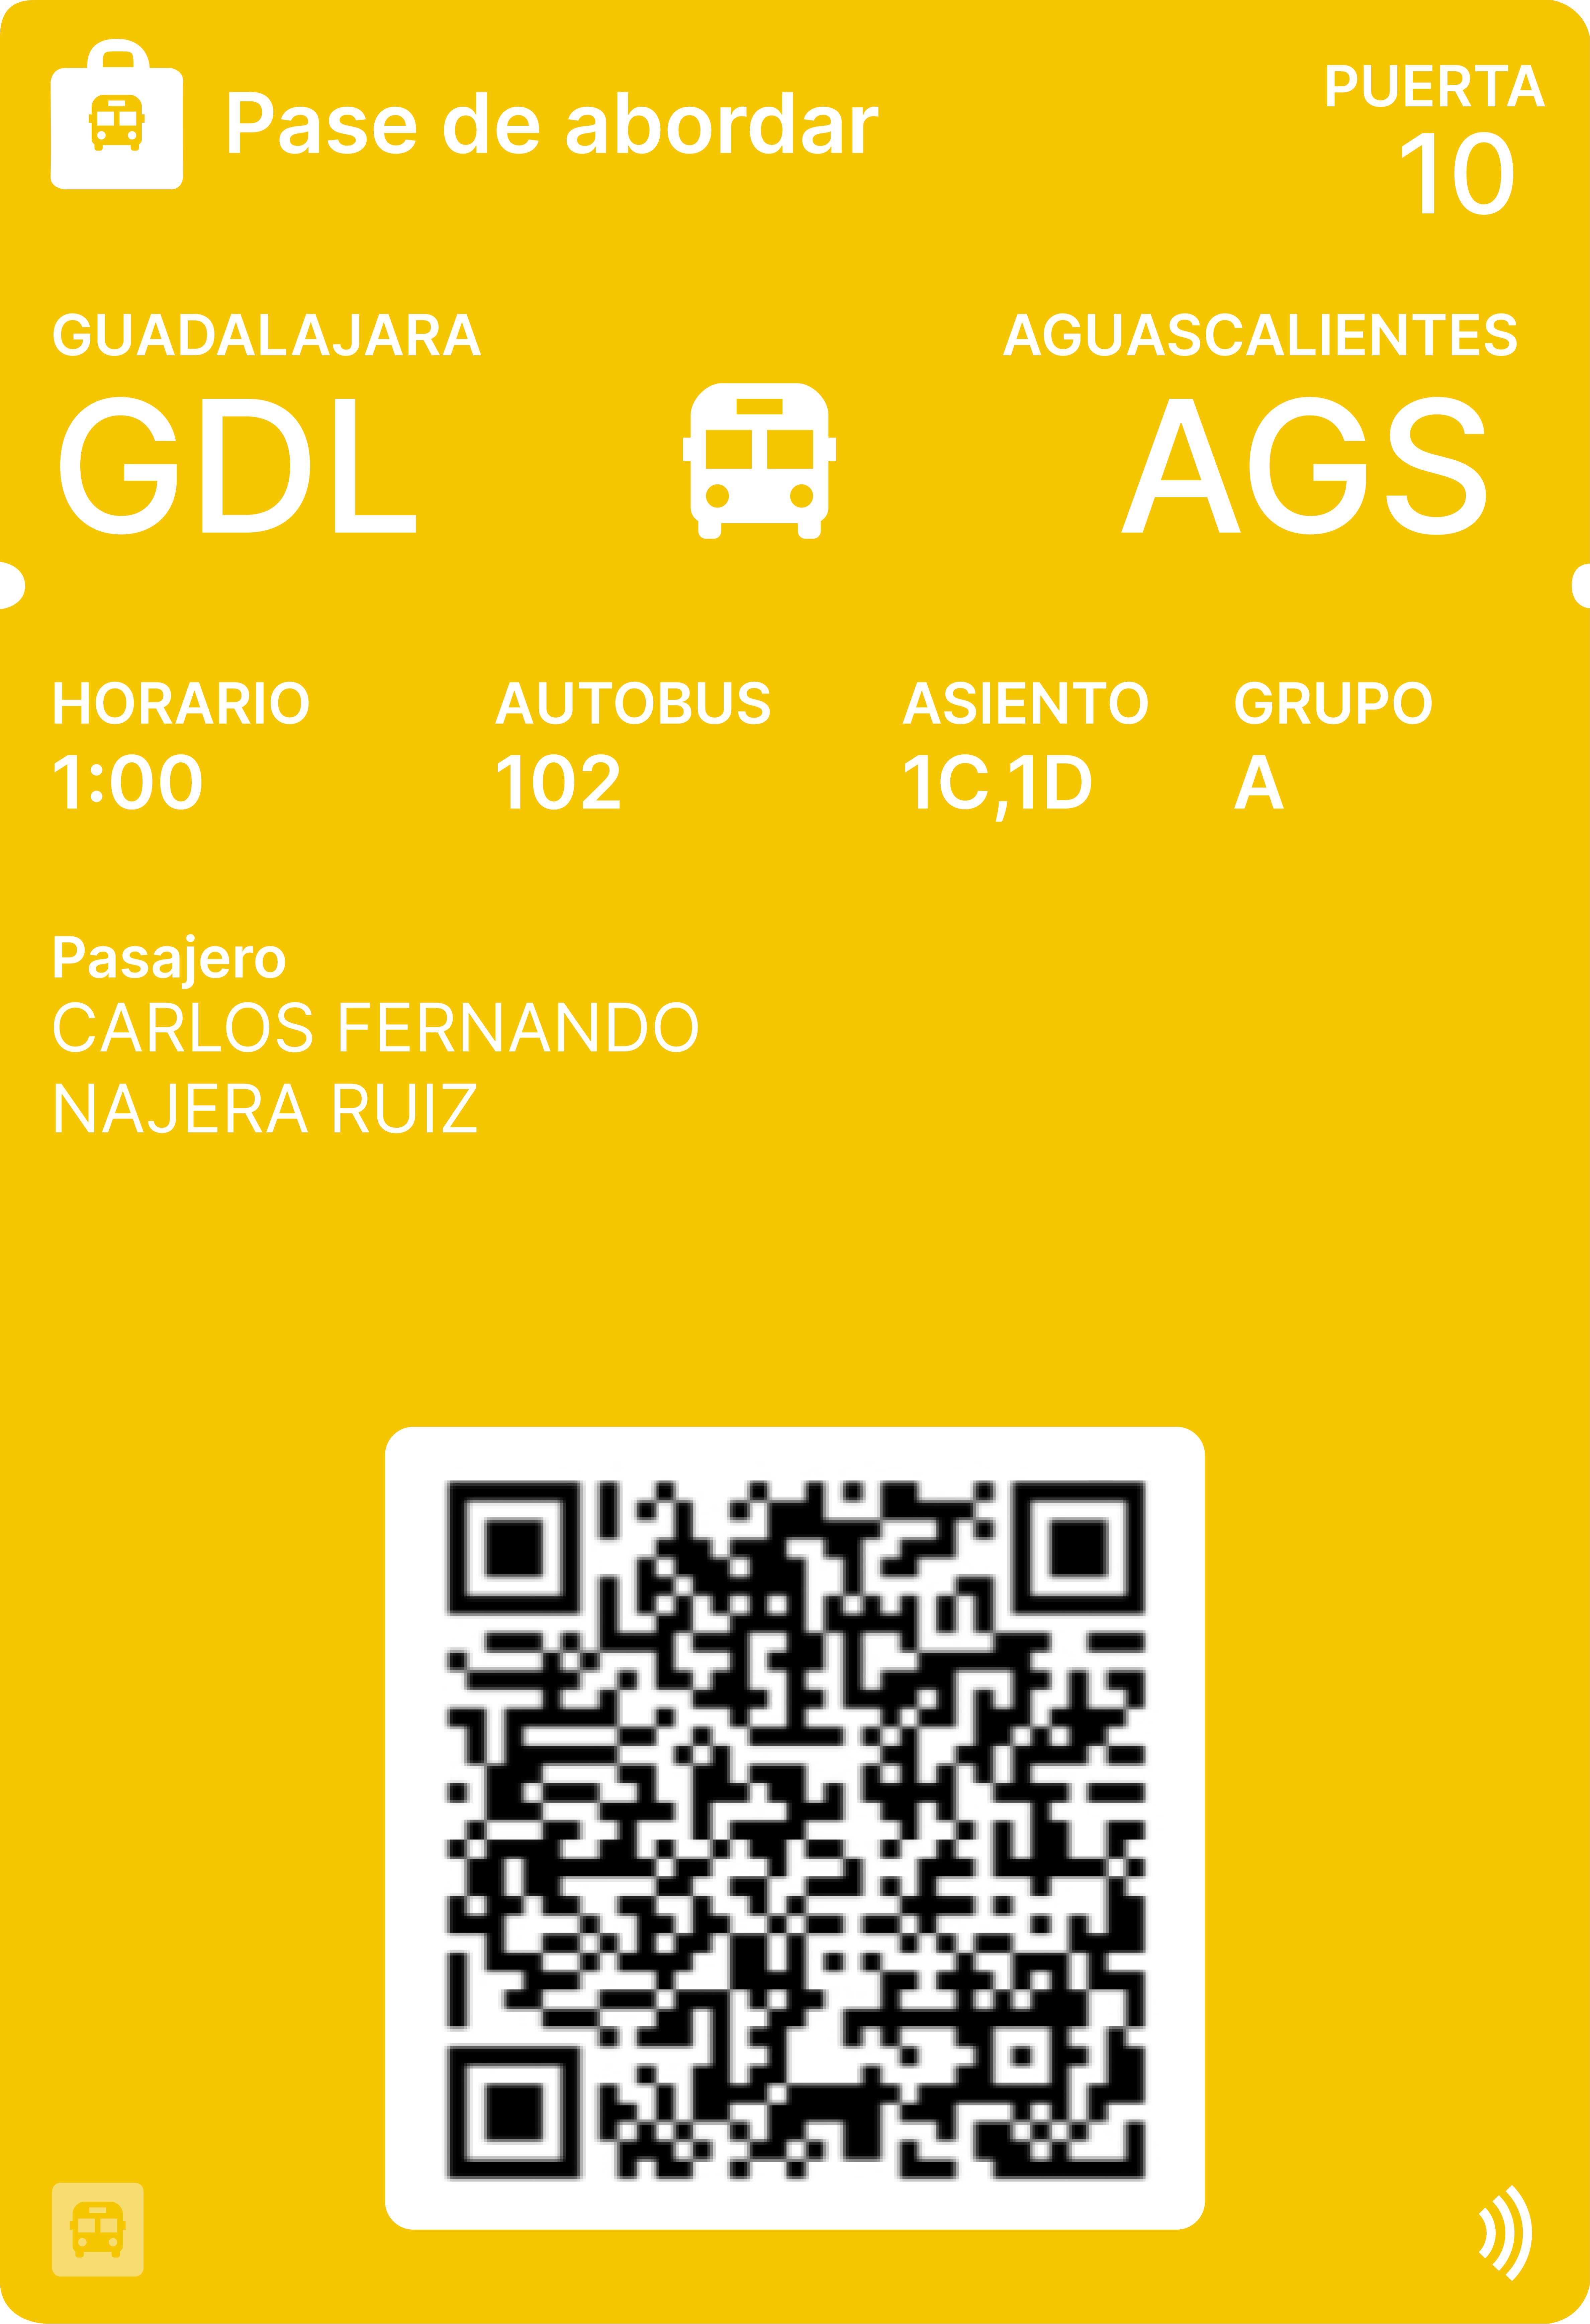 Pase de abordar
PUERTA
10
GUADALAJARA
AGUASCALIENTES
GDL
AGS
HORARIO
AUTOBUS
ASIENTO
GRUPO
1:00
102
1C,1D
A
Pasajero
CARLOS FERNANDO
NAJERA RUIZ